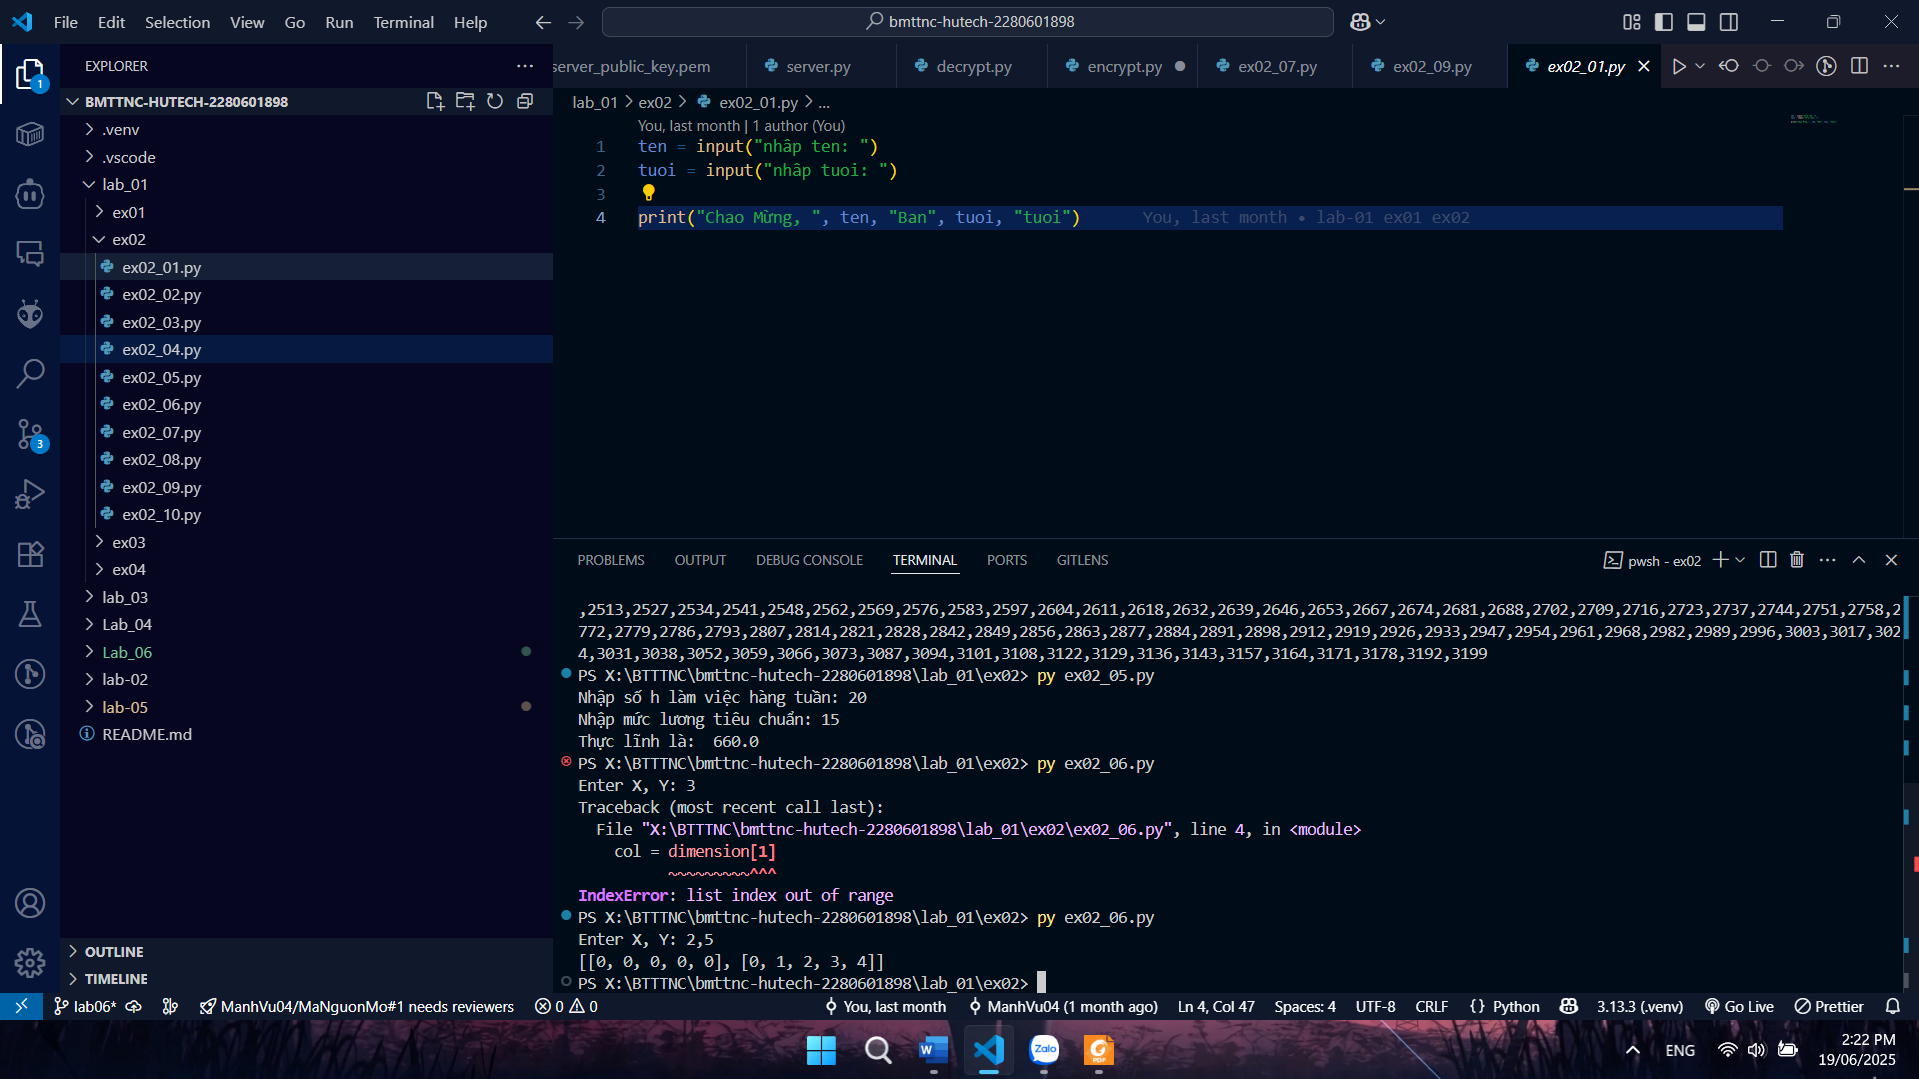 File Edit Selection View Go Run Terminal Help
bmttnc-hutech-2280601898
EXPLORER
server_public_key.pem
server.py
decrypt.py
encrypt.py
ex02_07.py
ex02_09.py
ex02_01.py
1
BMTTNC-HUTECH-2280601898
.venv
.vscode
lab_01
ex01
ex02
ex02_01.py
ex02_02.py
ex02_03.py
ex02_04.py
ex02_05.py
ex02_06.py
ex02_07.py
3
ex02_08.py
ex02_09.py
ex02_10.py
ex03
ex04
lab_03
Lab_04
Lab_06
lab-02
lab-05
README.md
OUTLINE
TIMELINE
lab_01 > ex02 > ex02_01.py > ...
You, last month | 1 author (You)
1 ten = input("nhâp ten: ")
2 tuoi = input("nhâp tuoi: ")
3
4 print("Chao Mừng, ", ten, "Ban", tuoi, "tuoi") You, last month • lab-01 ex01 ex02
PROBLEMS OUTPUT DEBUG CONSOLE TERMINAL PORTS GITLENS
pwsh - ex02
,2513,2527,2534,2541,2548,2562,2569,2576,2583,2597,2604,2611,2618,2632,2639,2646,2653,2667,2674,2681,2688,2702,2709,2716,2723,2737,2744,2751,2758,2
772,2779,2786,2793,2807,2814,2821,2828,2842,2849,2856,2863,2877,2884,2891,2898,2912,2919,2926,2933,2947,2954,2961,2968,2982,2989,2996,3003,3017,302
4,3031,3038,3052,3059,3066,3073,3087,3094,3101,3108,3122,3129,3136,3143,3157,3164,3171,3178,3192,3199
PS X:\BTTTNC\bmttnc-hutech-2280601898\lab_01\ex02> py ex02_05.py
Nhập số h làm việc hàng tuần: 20
Nhập mức lương tiêu chuẩn: 15
Thực lĩnh là:  660.0
PS X:\BTTTNC\bmttnc-hutech-2280601898\lab_01\ex02> py ex02_06.py
Enter X, Y: 3
Traceback (most recent call last):
File "X:\BTTTNC\bmttnc-hutech-2280601898\lab_01\ex02\ex02_06.py", line 4, in <module>
col = dimension[1]
~~~~~~~~~^^^
IndexError: list index out of range
PS X:\BTTTNC\bmttnc-hutech-2280601898\lab_01\ex02> py ex02_06.py
Enter X, Y: 2,5
[[0, 0, 0, 0, 0], [0, 1, 2, 3, 4]]
PS X:\BTTTNC\bmttnc-hutech-2280601898\lab_01\ex02>
lab06* ManhVu04/MaNguonMo#1 needs reviewers 0 0 You, last month ManhVu04 (1 month ago) Ln 4, Col 47 Spaces: 4 UTF-8 CRLF {} Python 3.13.3 (.venv) Go Live Prettier
W
Zalo
PDF
ENG
2:22 PM
19/06/2025